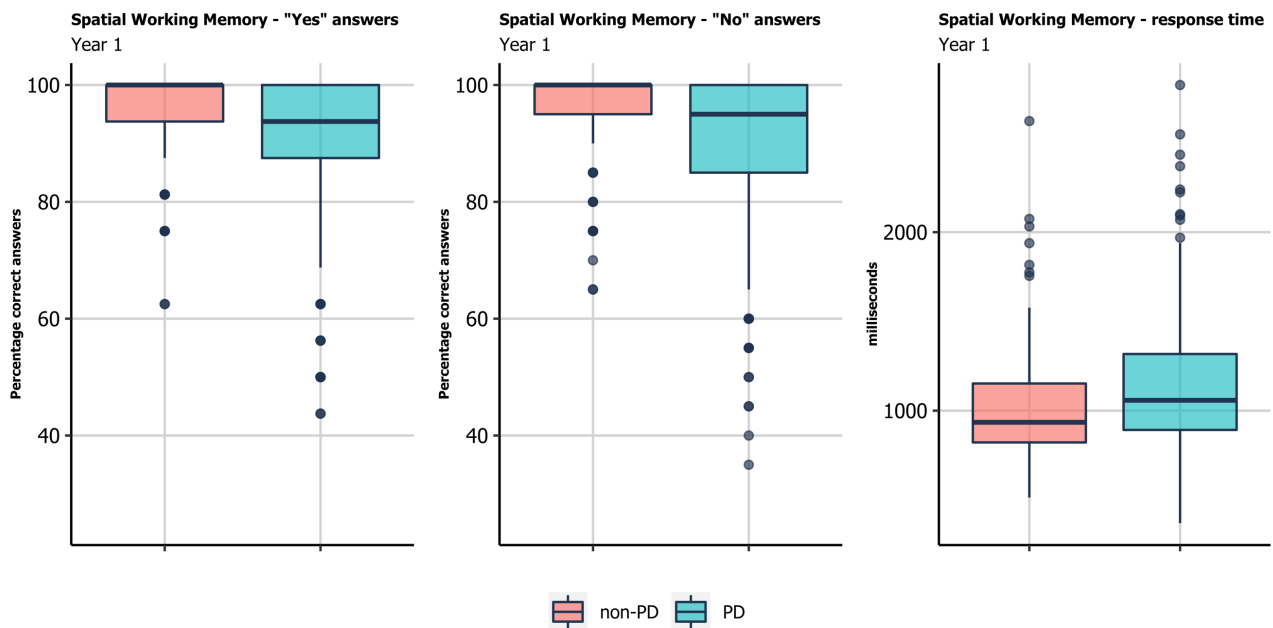 Spatial Working Memory - "Yes" answers
Year 1
Percentage correct answers
100
80
60
40
Spatial Working Memory - "No" answers
Year 1
Percentage correct answers
100
80
60
40
Spatial Working Memory - response time
Year 1
milliseconds
2000
1000
non-PD
PD